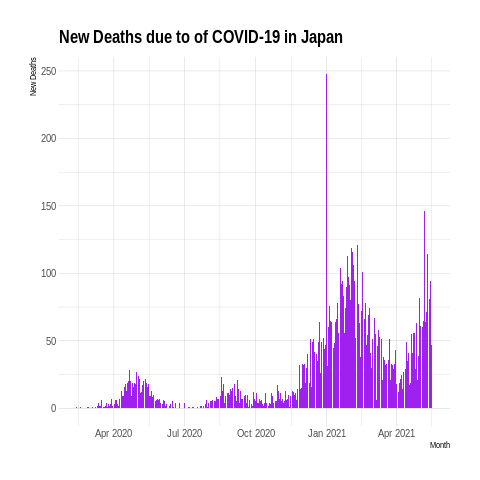 New Deaths due to of COVID-19 in Japan
New Deaths
250
200
150
100
50
0
Apr 2020 Jul 2020 Oct 2020 Jan 2021 Apr 2021
Month